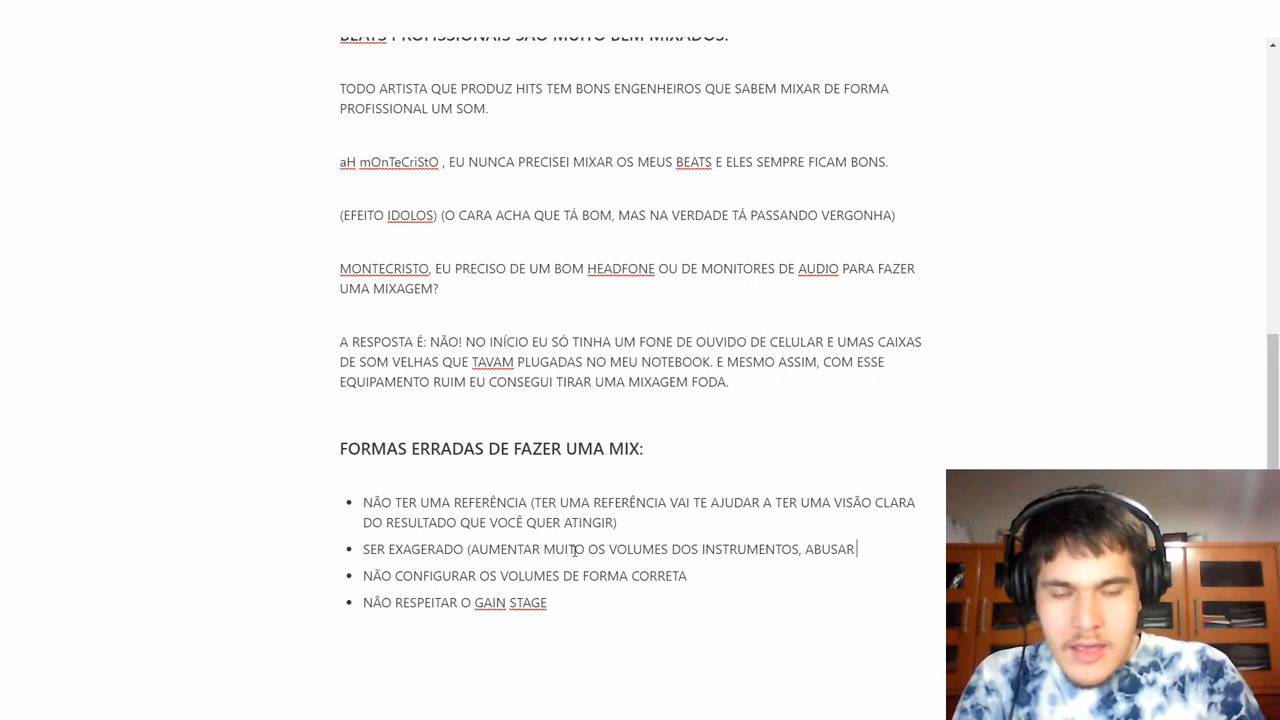 BEATS PROFISSIONAIS SÃO MUITO BEM MIXADOS.
TODO ARTISTA QUE PRODUZ HITS TEM BONS ENGENHEIROS QUE SABEM MIXAR DE FORMA
PROFISSIONAL UM SOM.
aH mOnTeCriStO , EU NUNCA PRECISEI MIXAR OS MEUS BEATS E ELES SEMPRE FICAM BONS.
(EFEITO IDOLOS) (O CARA ACHA QUE TÁ BOM, MAS NA VERDADE TÁ PASSANDO VERGONHA)
MONTECRISTO, EU PRECISO DE UM BOM HEADFONE OU DE MONITORES DE AUDIO PARA FAZER
UMA MIXAGEM?
A RESPOSTA É: NÃO! NO INÍCIO EU SÓ TINHA UM FONE DE OUVIDO DE CELULAR E UMAS CAIXAS
DE SOM VELHAS QUE TAVAM PLUGADAS NO MEU NOTEBOOK. E MESMO ASSIM, COM ESSE
EQUIPAMENTO RUIM EU CONSEGUI TIRAR UMA MIXAGEM FODA.
FORMAS ERRADAS DE FAZER UMA MIX:
• NÃO TER UMA REFERÊNCIA (TER UMA REFERÊNCIA VAI TE AJUDAR A TER UMA VISÃO CLARA
DO RESULTADO QUE VOCÊ QUER ATINGIR)
• SER EXAGERADO (AUMENTAR MUITO OS VOLUMES DOS INSTRUMENTOS, ABUSAR
• NÃO CONFIGURAR OS VOLUMES DE FORMA CORRETA
• NÃO RESPEITAR O GAIN STAGE